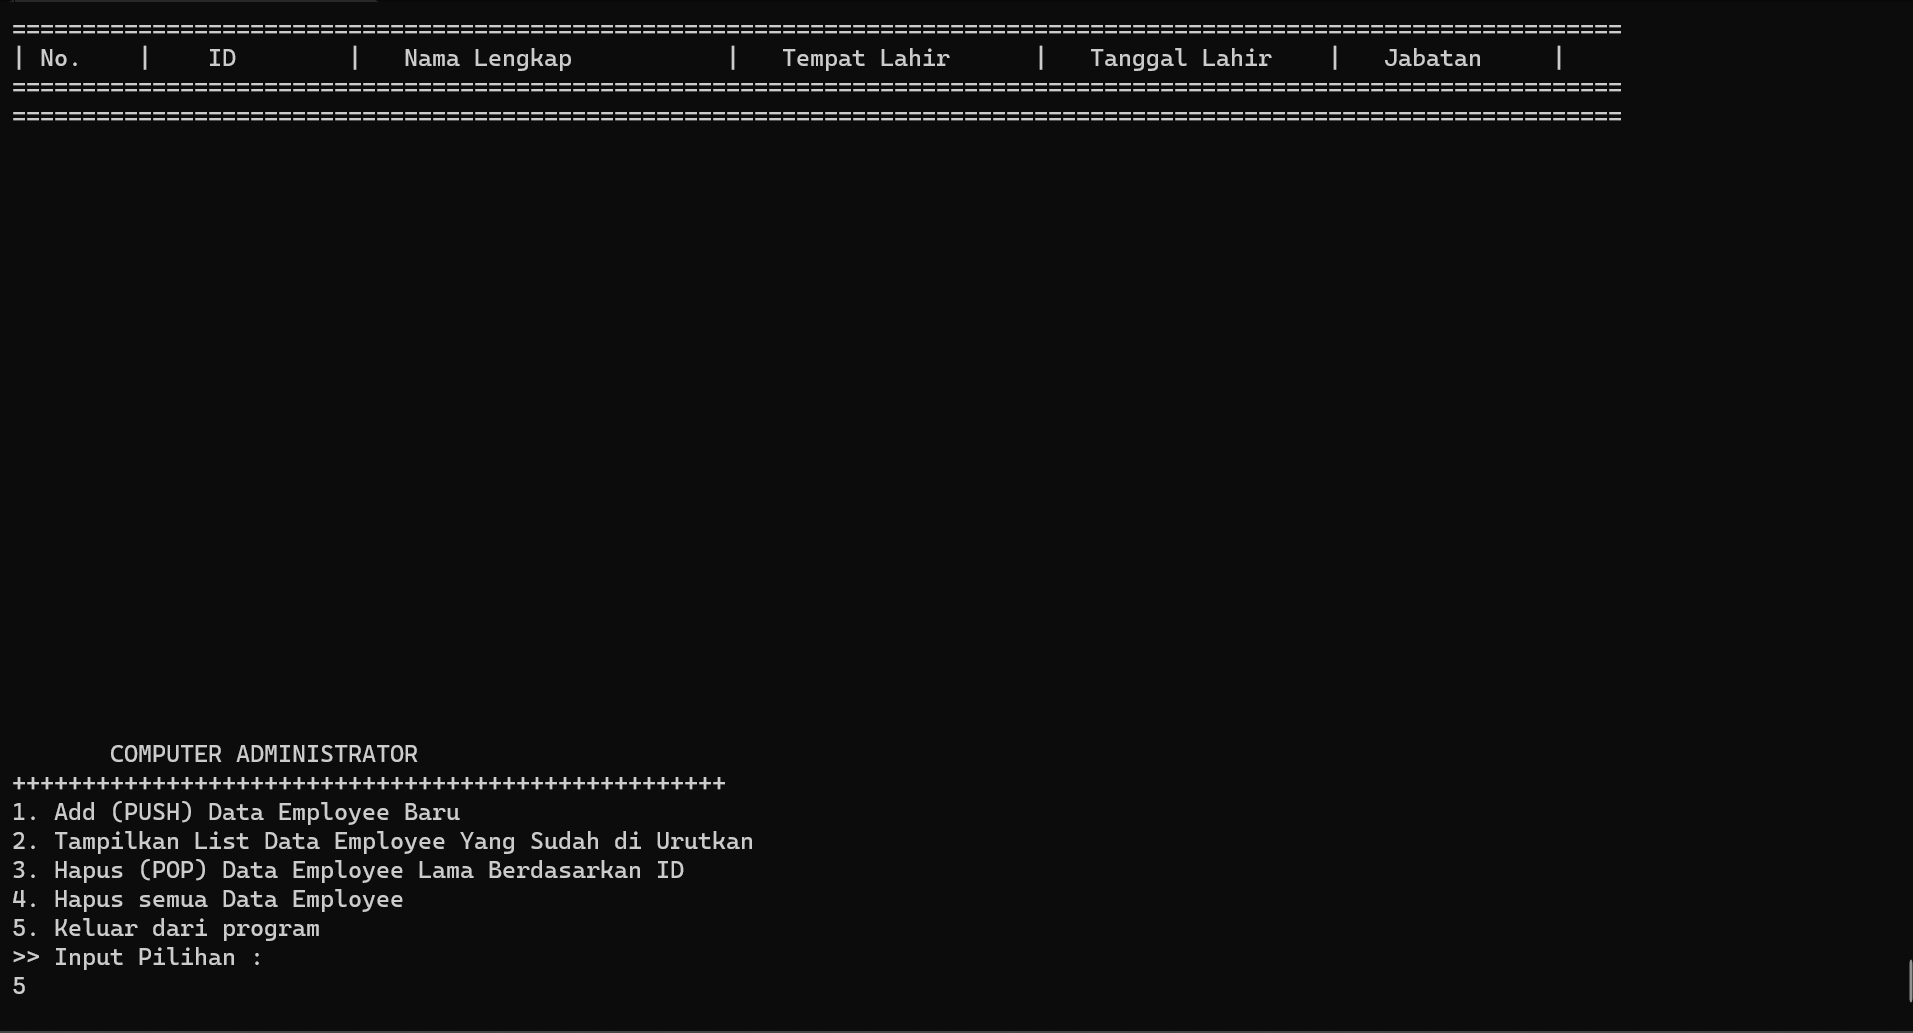 ===================================================================================================================
| No.    |    ID        |   Nama Lengkap           |   Tempat Lahir      |   Tanggal Lahir    |   Jabatan     |
===================================================================================================================
===================================================================================================================
COMPUTER ADMINISTRATOR
+++++++++++++++++++++++++++++++++++++++++++++++++++
1. Add (PUSH) Data Employee Baru
2. Tampilkan List Data Employee Yang Sudah di Urutkan
3. Hapus (POP) Data Employee Lama Berdasarkan ID
4. Hapus semua Data Employee
5. Keluar dari program
>> Input Pilihan :
5